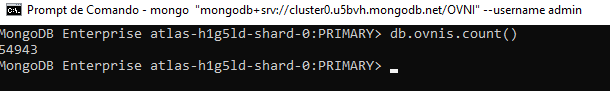 Prompt de Comando - mongo "mongodb+srv://cluster0.u5bvh.mongodb.net/OVNI" --username admin
MongoDB Enterprise atlas-h1g5ld-shard-0:PRIMARY> db.ovnis.count()
54943
MongoDB Enterprise atlas-h1g5ld-shard-0:PRIMARY> _